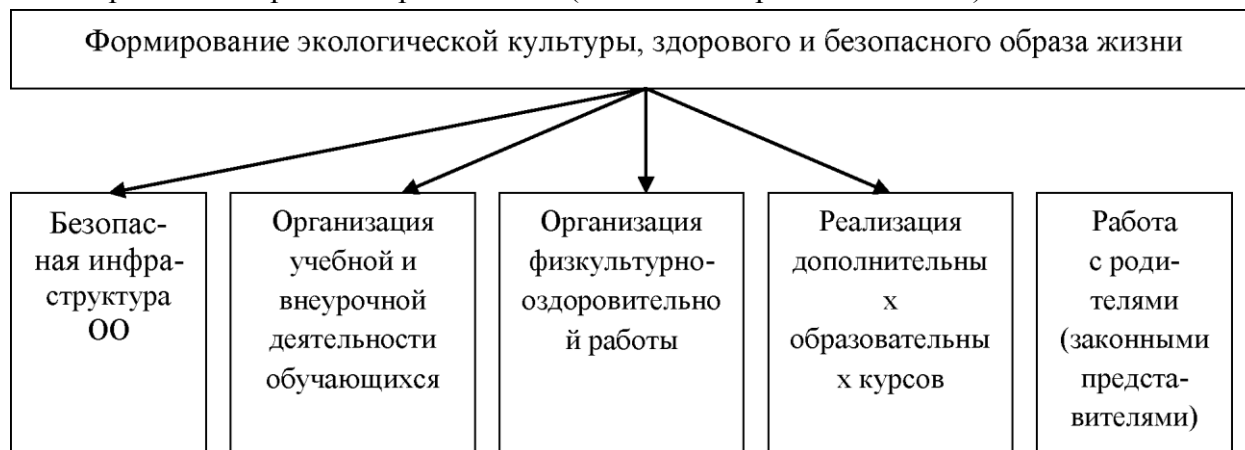 Формирование экологической культуры, здорового и безопасного образа жизни
Безопас-
ная инфра-
структура
ОО
Организация
учебной и
внеурочной
деятельности
обучающихся
Организация
физкультурно-
оздоровительно
й работы
Реализация
дополнительны
х
образовательны
х курсов
Работа
с роди-
телями
(законными
предста-
вителями)